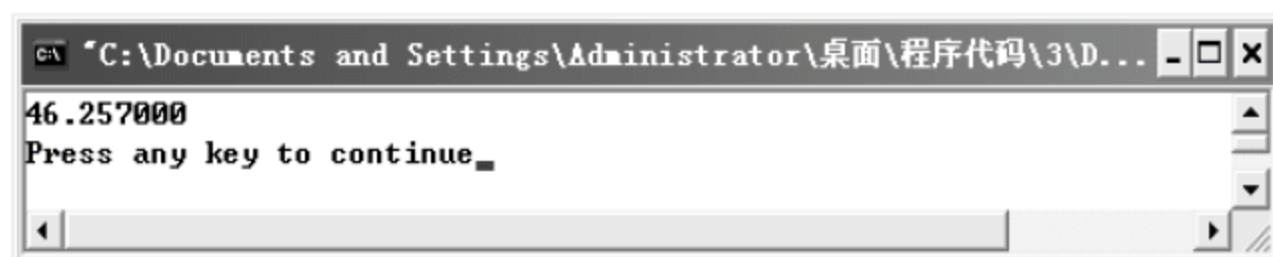 "C:\Documents and Settings\Administrator\桌面\程序代码\3\D...
46.257000
Press any key to continue_